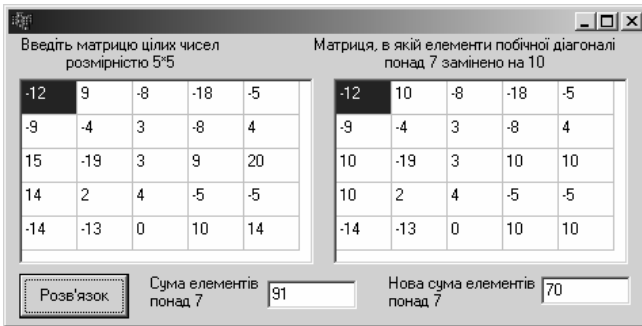 Введіть матрицю цілих чисел
розмірністю 5*5
Матриця, в якій елементи побічної діагоналі
понад 7 замінено на 10
-12 9 -8 -18 -5
-9 -4 3 -8 4
15 -19 3 9 20
14 2 4 -5 -5
-14 -13 0 10 14
-12 10 -8 -18 -5
-9 -4 3 -8 4
10 -19 3 10 10
10 2 4 -5 -5
-14 -13 0 10 10
Розв'язок
Сума елементів
понад 7
91
Нова сума елементів
понад 7
70